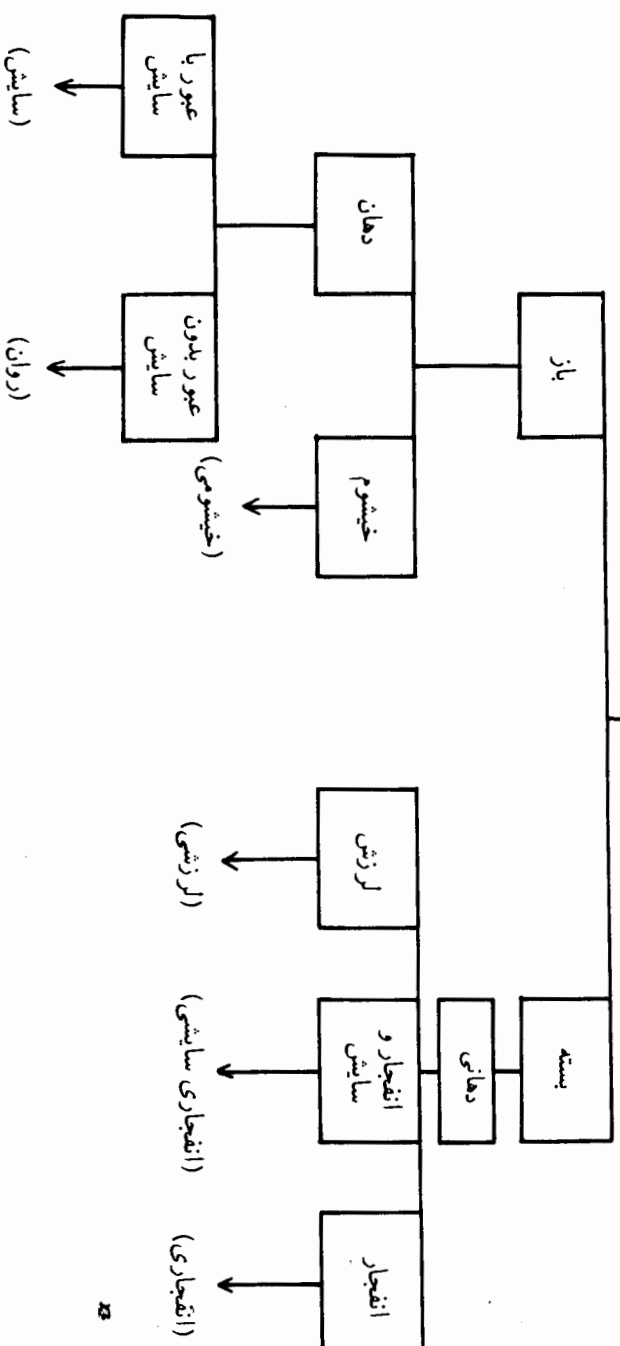 باز
بسته
دهانی
دهان
خیشوم
لرزش
انفجار و
سایش
انفجار
عبور با
سایش
عبور بدون
سایش
(خیشومی)
(لرزشی)
(انفجاری سایشی)
(انفجاری)
(سایش)
(روان)